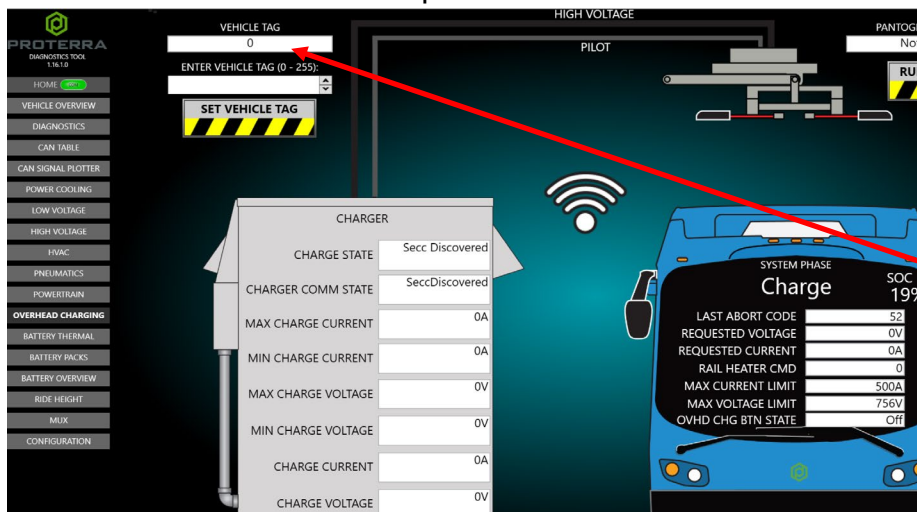 HIGH VOLTAGE
PILOT
PROTERRA
DIAGNOSTICS TOOL
1.16.1.0
HOME
VEHICLE OVERVIEW
DIAGNOSTICS
CAN TABLE
CAN SIGNAL PLOTTER
POWER COOLING
LOW VOLTAGE
HIGH VOLTAGE
HVAC
PNEUMATICS
POWERTRAIN
OVERHEAD CHARGING
BATTERY THERMAL
BATTERY PACKS
BATTERY OVERVIEW
RIDE HEIGHT
MUX
CONFIGURATION
VEHICLE TAG
0
ENTER VEHICLE TAG (0 - 255):
SET VEHICLE TAG
CHARGER
CHARGE STATE Secc Discovered
CHARGER COMM STATE SeccDiscovered
MAX CHARGE CURRENT 0A
MIN CHARGE CURRENT 0A
MAX CHARGE VOLTAGE 0V
MIN CHARGE VOLTAGE 0V
CHARGE CURRENT 0A
CHARGE VOLTAGE 0V
SYSTEM PHASE
Charge
SOC
19%
LAST ABORT CODE 52
REQUESTED VOLTAGE 0V
REQUESTED CURRENT 0A
RAIL HEATER CMD 0
MAX CURRENT LIMIT 500A
MAX VOLTAGE LIMIT 756V
OVHD CHG BTN STATE Off